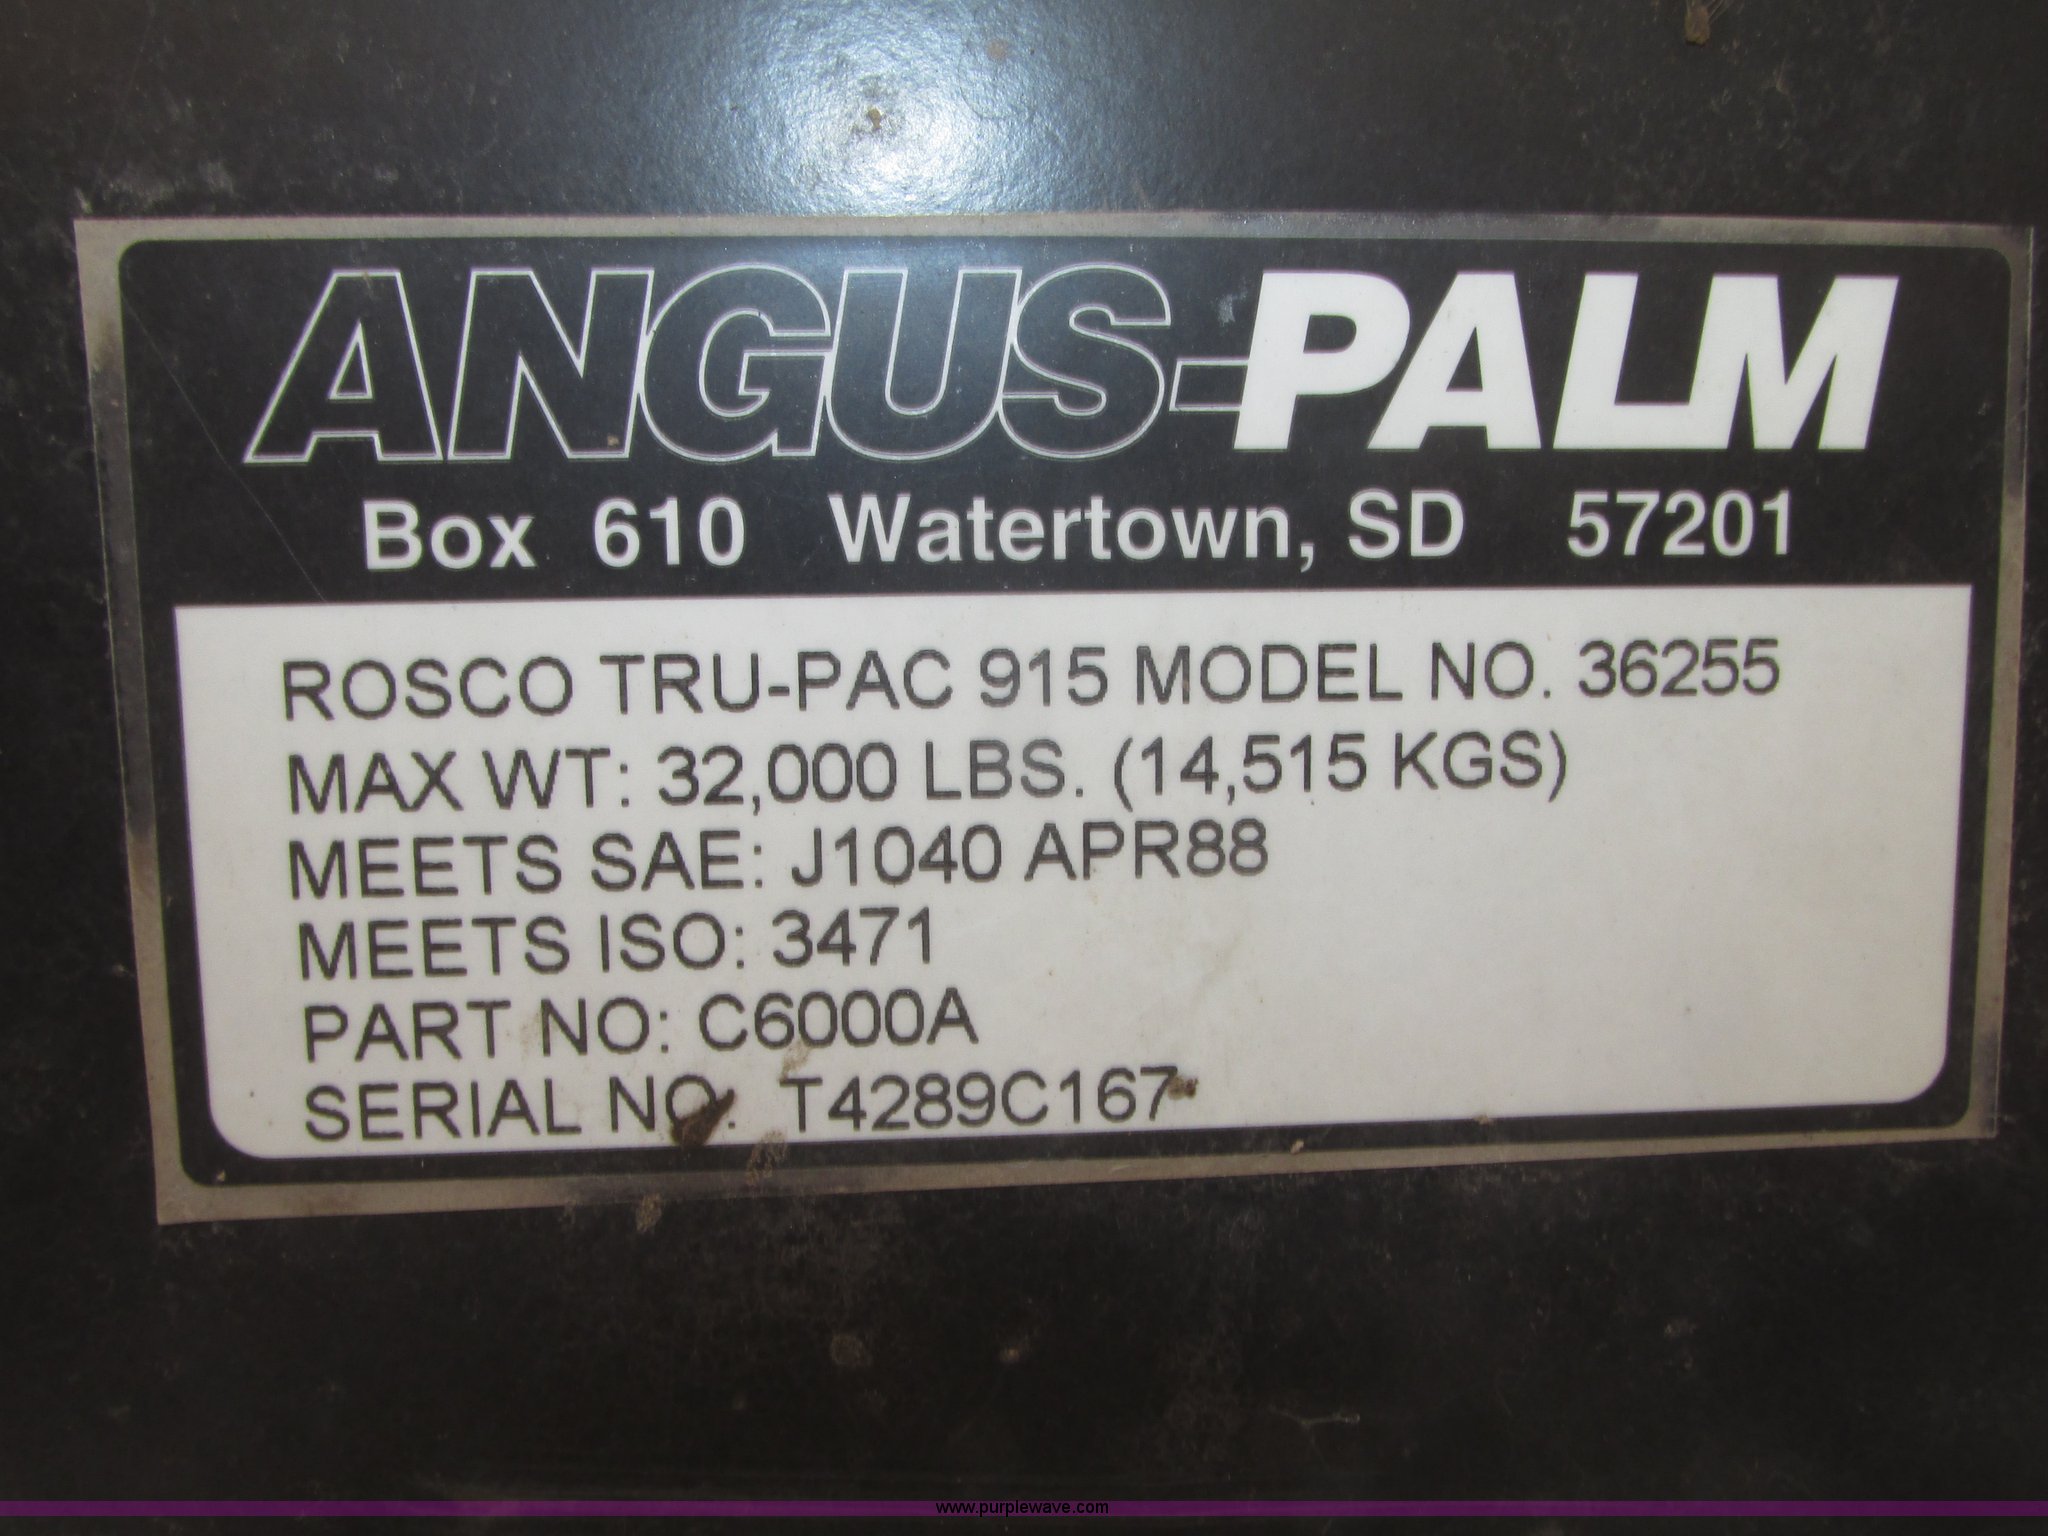 ANGUS-PALM
Box 610 Watertown, SD 57201
ROSCO TRU-PAC 915 MODEL NO. 36255
MAX WT: 32,000 LBS. (14,515 KGS)
MEETS SAE: J1040 APR88
MEETS ISO: 3471
PART NO: C6000A
SERIAL NO: T4289C167
www.purplewave.com